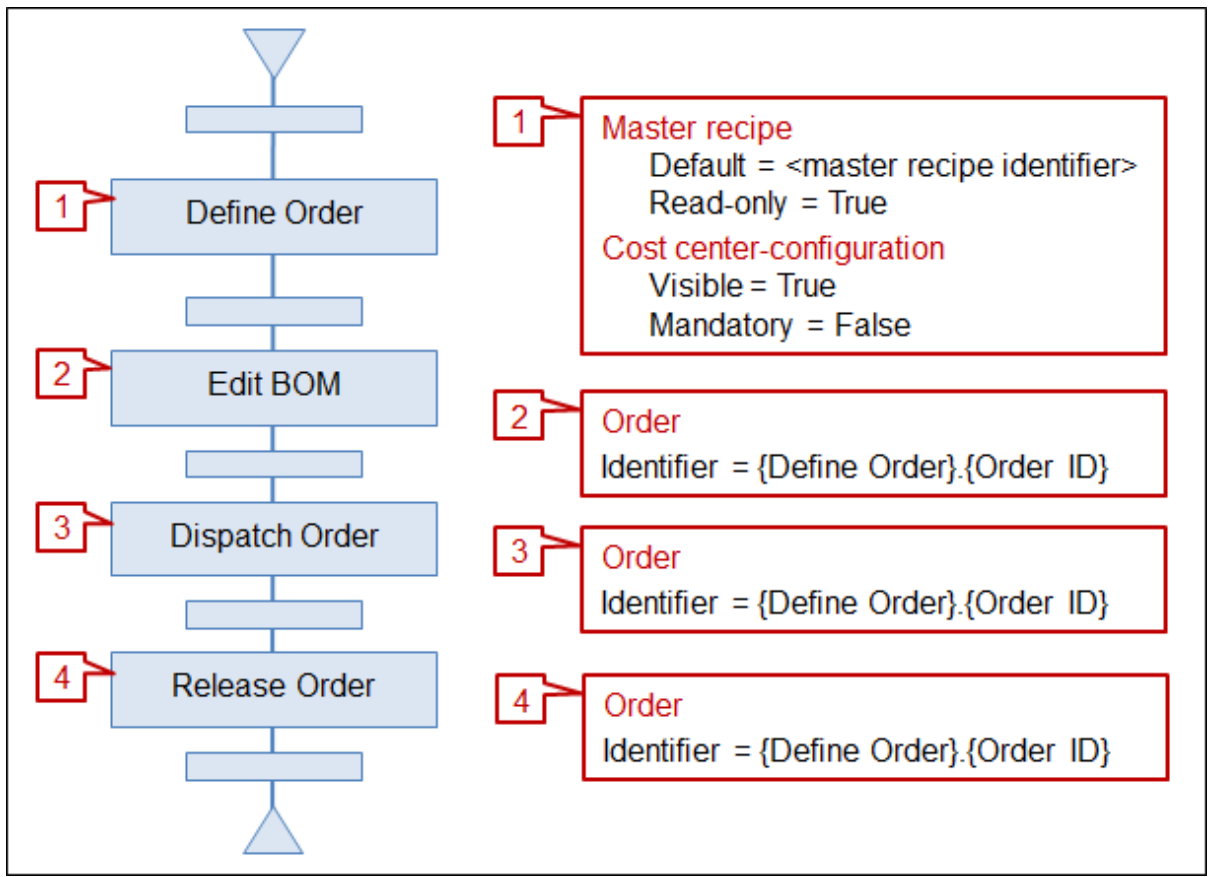 1
Define Order
2
Edit BOM
3
Dispatch Order
4
Release Order
1
Master recipe
Default = <master recipe identifier>
Read-only = True
Cost center-configuration
Visible = True
Mandatory = False
2
Order
Identifier = {Define Order}.{Order ID}
3
Order
Identifier = {Define Order}.{Order ID}
4
Order
Identifier = {Define Order}.{Order ID}